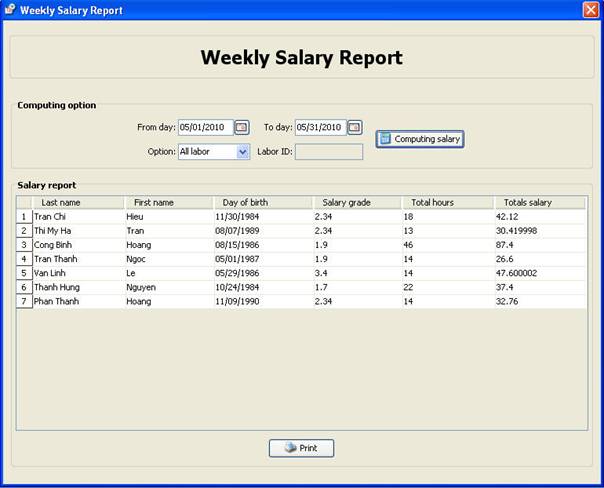 Weekly Salary Report
Weekly Salary Report
Computing option
From day: 05/01/2010 To day: 05/31/2010 Computing salary
Option: All labor Labor ID:
Salary report
Last name First name Day of birth Salary grade Total hours Totals salary
1 Tran Chi Hieu 11/30/1984 2.34 18 42.12
2 Thi My Ha Tran 08/07/1989 2.34 13 30.419998
3 Cong Binh Hoang 08/15/1986 1.9 46 87.4
4 Tran Thanh Ngoc 05/01/1987 1.9 14 26.6
5 Van Linh Le 05/29/1986 3.4 14 47.600002
6 Thanh Hung Nguyen 10/24/1984 1.7 22 37.4
7 Phan Thanh Hoang 11/09/1990 2.34 14 32.76
Print